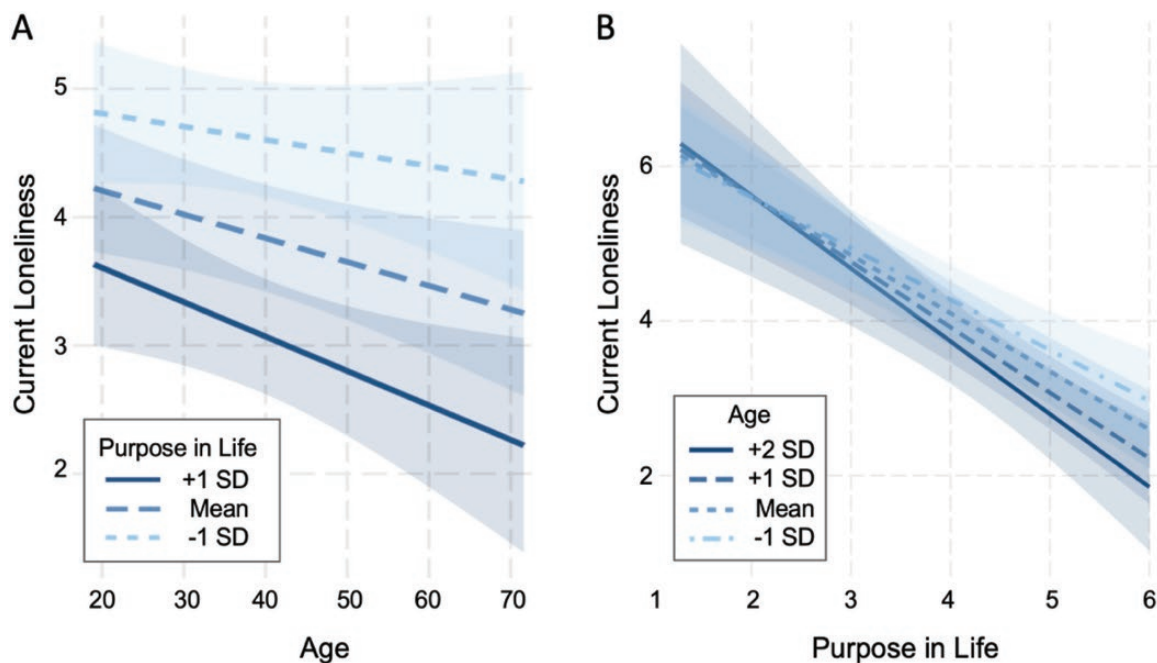 A
5
4
3
2
Current Loneliness
Purpose in Life
+1 SD
Mean
-1 SD
20 30 40 50 60 70
Age
B
6
4
2
Current Loneliness
Age
+2 SD
+1 SD
Mean
-1 SD
1 2 3 4 5 6
Purpose in Life